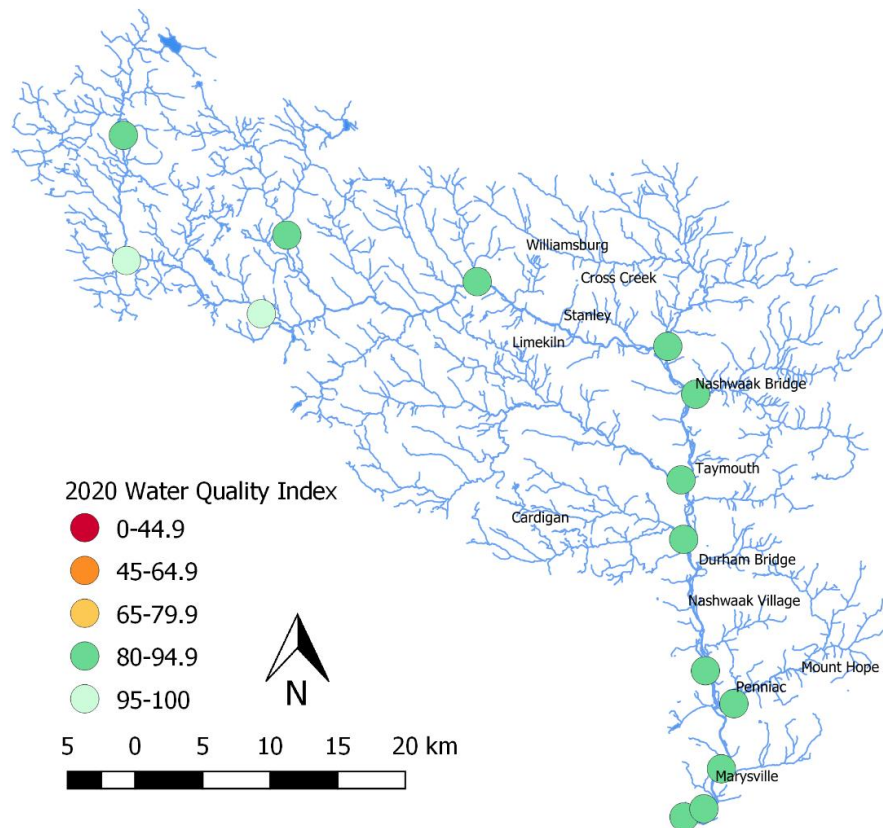 Williamsburg
Cross Creek
Stanley
Limekiln
Nashwaak Bridge
Taymouth
Cardigan
Durham Bridge
Nashwaak Village
Mount Hope
Penniac
Marysville
2020 Water Quality Index
0-44.9
45-64.9
65-79.9
80-94.9
95-100
N
5 0 5 10 15 20 km